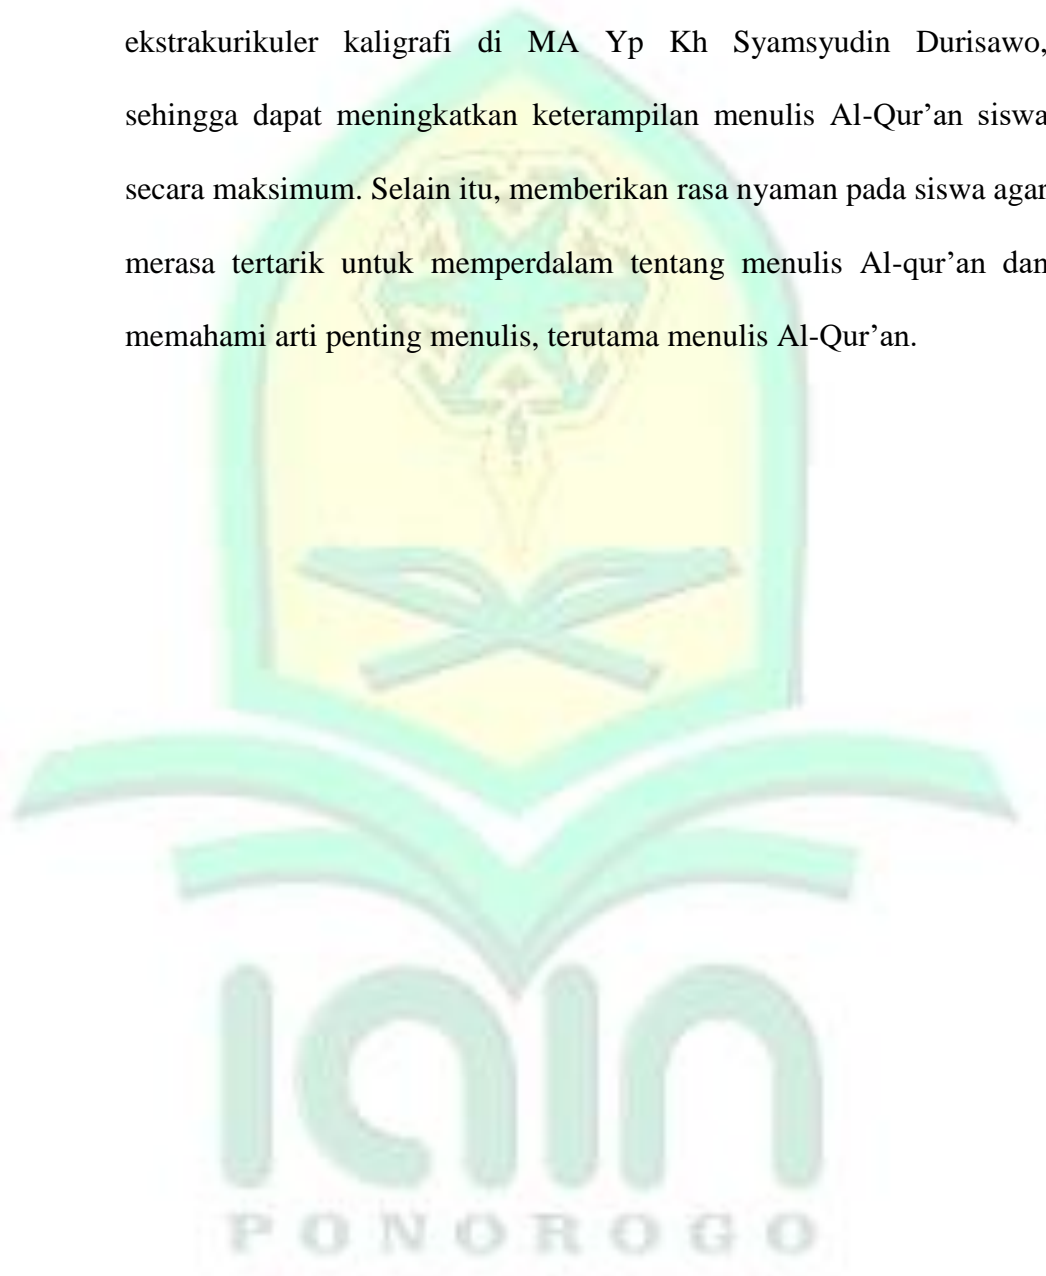 ekstrakurikuler kaligrafi di MA Yp Kh Syamsyudin Durisawo,
sehingga dapat meningkatkan keterampilan menulis Al-Qur’an siswa
secara maksimum. Selain itu, memberikan rasa nyaman pada siswa agar
merasa tertarik untuk memperdalam tentang menulis Al-qur’an dan
memahami arti penting menulis, terutama menulis Al-Qur’an.
iain
PONOROGO